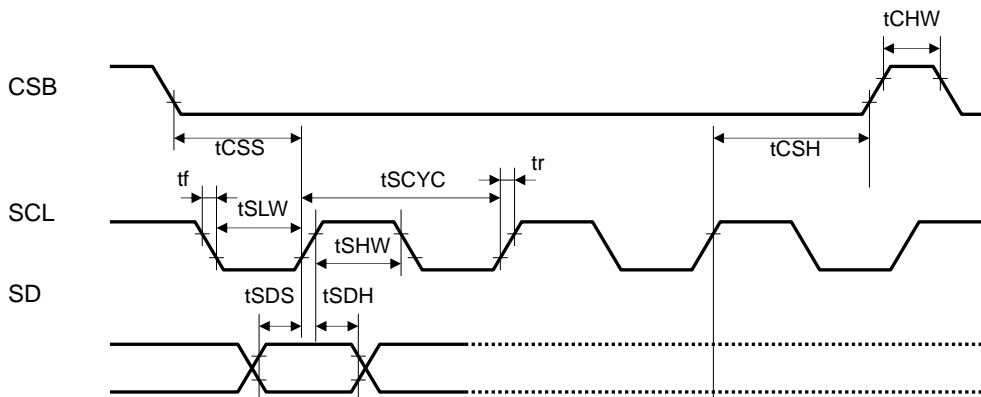 tCHW
CSB
tCSS
tCSH
tf
tSCYC
tr
SCL
tSLW
tSHW
SD
tSDS
tSDH